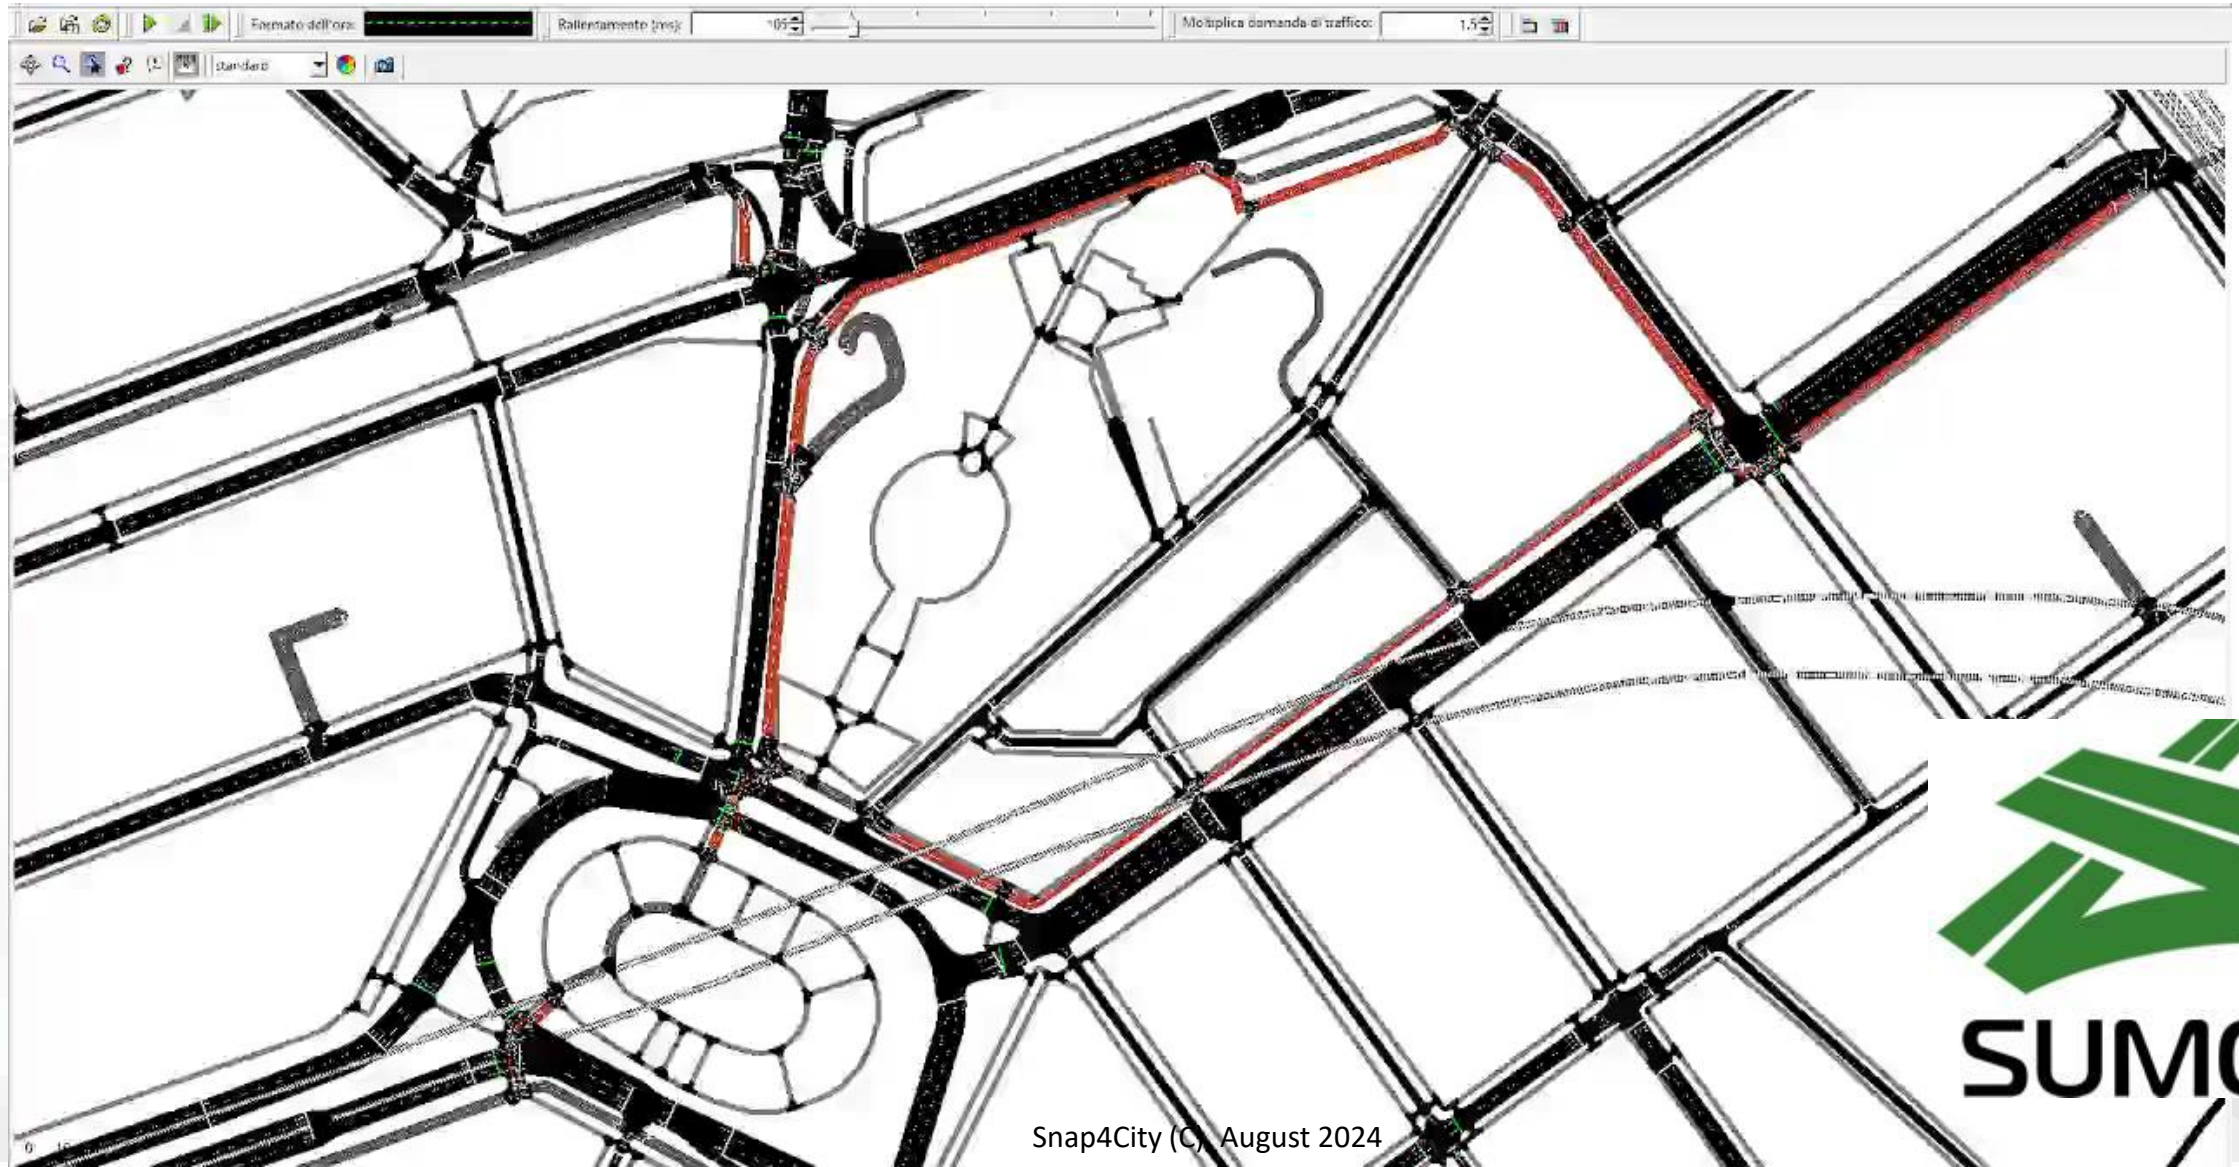 Formato dell'ora:
Rallentamento (ms):
Moltiplica domanda di traffico:
1.5
standard
SUMO
Snap4City (C), August 2024